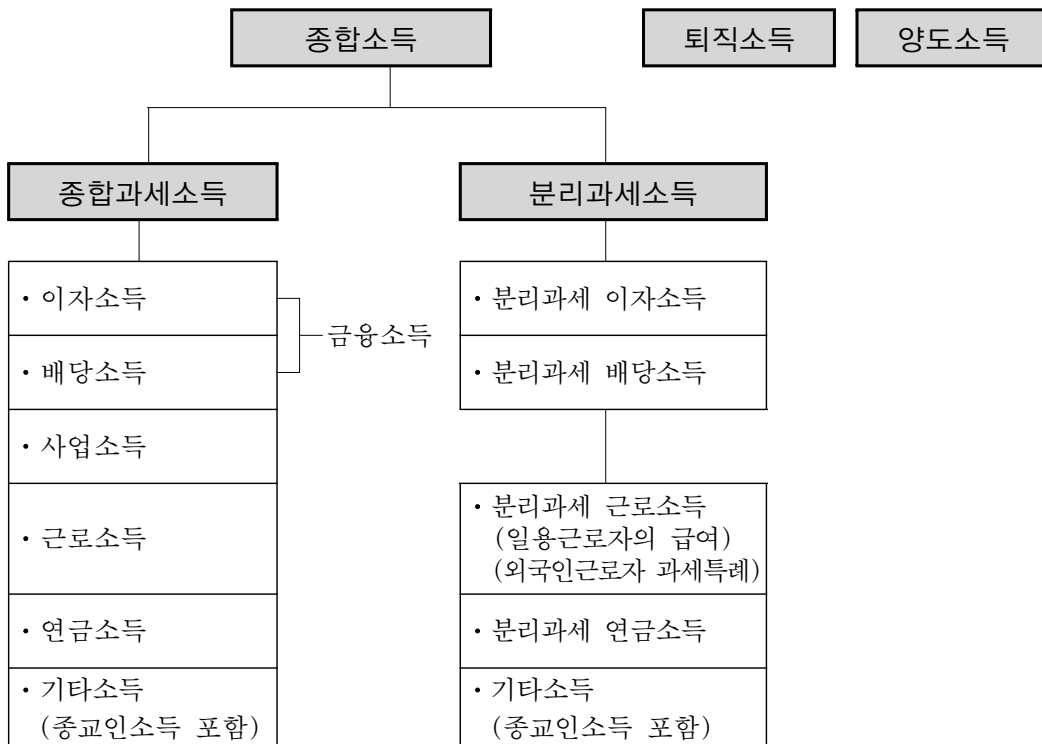 종합소득
퇴직소득
양도소득
종합과세소득
분리과세소득
· 이자소득
· 배당소득
금융소득
· 사업소득
· 근로소득
· 연금소득
· 기타소득
(종교인소득 포함)
· 분리과세 이자소득
· 분리과세 배당소득
· 분리과세 근로소득
(일용근로자의 급여)
(외국인근로자 과세특례)
· 분리과세 연금소득
· 기타소득
(종교인소득 포함)